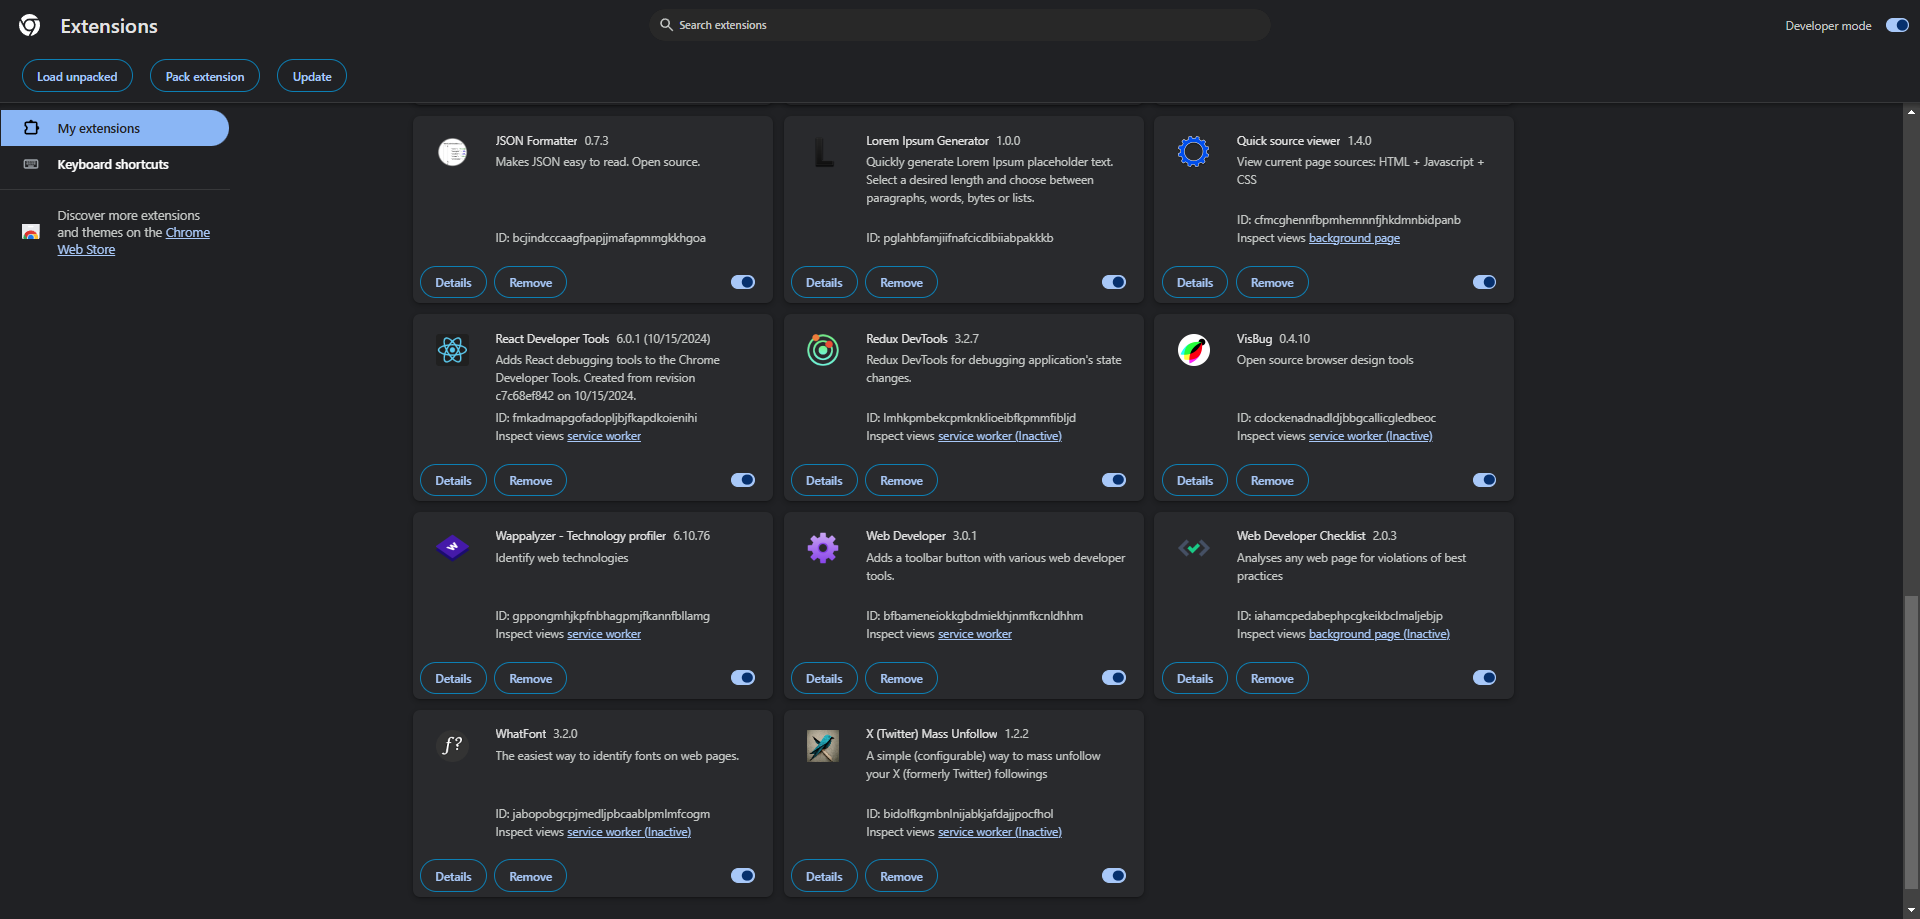 Extensions
Search extensions
Developer mode
Load unpacked
Pack extension
Update
My extensions
Keyboard shortcuts
Discover more extensions
and themes on the Chrome
Web Store
JSON Formatter 0.7.3
Makes JSON easy to read. Open source.
ID: bcjindcccaagfpapjjmafapmmgkkhgoa
Details
Remove
L
Lorem Ipsum Generator 1.0.0
Quickly generate Lorem Ipsum placeholder text.
Select a desired length and choose between
paragraphs, words, bytes or lists.
ID: pglahbfamjiifnafcicdibiiabpakkkb
Details
Remove
Quick source viewer 1.4.0
View current page sources: HTML + Javascript +
CSS
ID: cfmcghennfbpmhemnnfjhkdmnbidpanb
Inspect views background page
Details
Remove
React Developer Tools 6.0.1 (10/15/2024)
Adds React debugging tools to the Chrome
Developer Tools. Created from revision
c7c68ef842 on 10/15/2024.
ID: fmkadmapgofadopljbjfkapdkoienihi
Inspect views service worker
Details
Remove
Redux DevTools 3.2.7
Redux DevTools for debugging application's state
changes.
ID: lmhkpmbekcpmknklioeibfkpmmfibljd
Inspect views service worker (Inactive)
Details
Remove
VisBug 0.4.10
Open source browser design tools
ID: cdockenadnadldjbbgcallicgledbeoc
Inspect views service worker (Inactive)
Details
Remove
W
Wappalyzer - Technology profiler 6.10.76
Identify web technologies
ID: gppongmhjkpfnbhagpmjfkannfbllamg
Inspect views service worker
Details
Remove
Web Developer 3.0.1
Adds a toolbar button with various web developer
tools.
ID: bfbameneiokkgbdmiekhjnmfkcnldhhm
Inspect views service worker
Details
Remove
Web Developer Checklist 2.0.3
Analyses any web page for violations of best
practices
ID: iahamcpedabephpcgkeikbclmaljebjp
Inspect views background page (Inactive)
Details
Remove
f?
WhatFont 3.2.0
The easiest way to identify fonts on web pages.
ID: jabopobgcpjmedljpbcaablpmlmfcogm
Inspect views service worker (Inactive)
Details
Remove
X (Twitter) Mass Unfollow 1.2.2
A simple (configurable) way to mass unfollow
your X (formerly Twitter) followings
ID: bidolfkgmbnlnijabkjafdajjpocfhol
Inspect views service worker (Inactive)
Details
Remove